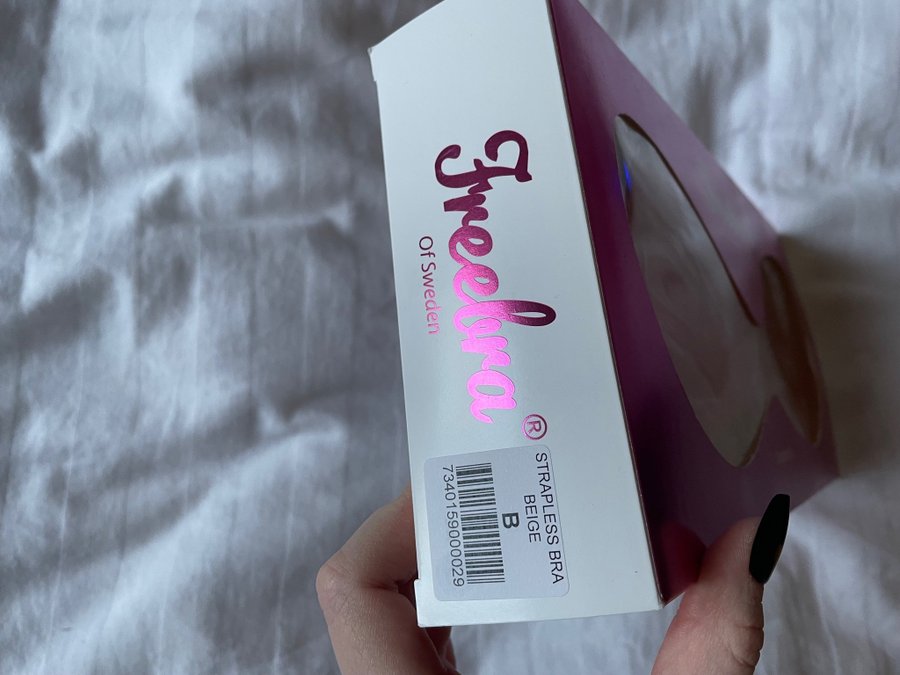 Freebra®
Of Sweden
STRAPLESS BRA
BEIGE
B
7340159000029